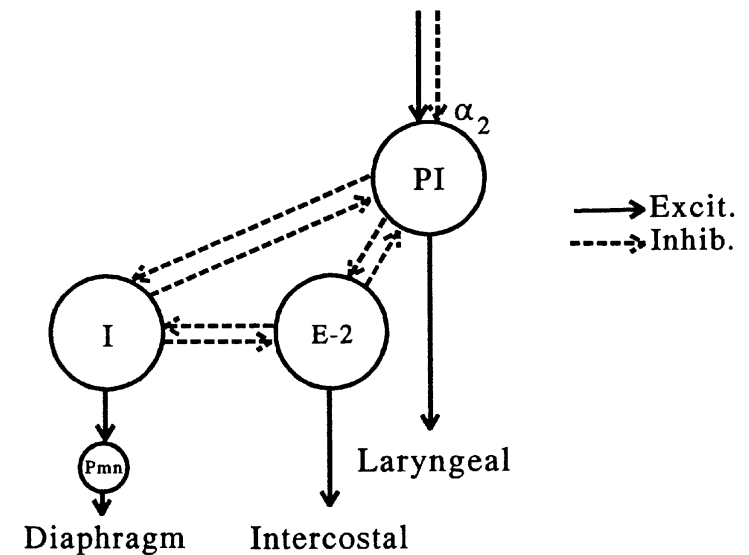 α2
PI
Excit.
Inhib.
I
E-2
Pmn
Laryngeal
Diaphragm
Intercostal